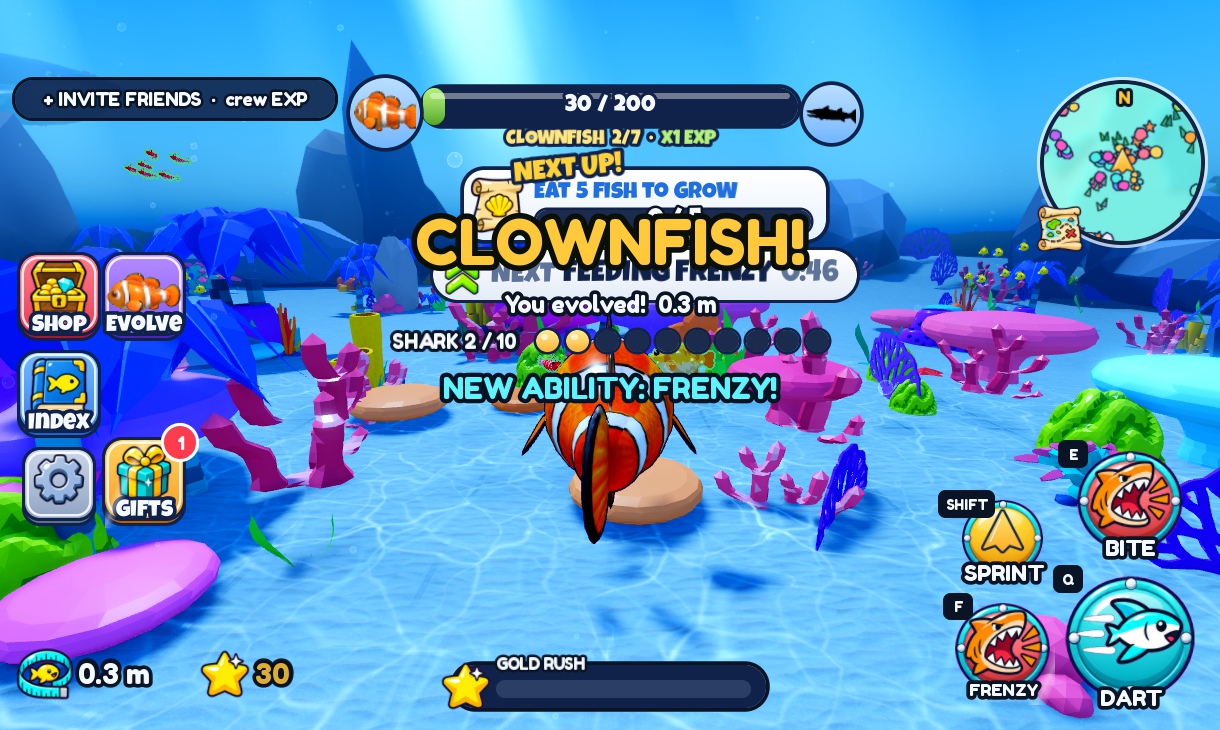 + INVITE FRIENDS · crew EXP
30 / 200
N
CLOWNFISH 2/7 · X1 EXP
NEXT UP!
EAT 5 FISH TO GROW
CLOWNFISH!
NEXT FEEDING FRENZY 0:46
You evolved! 0.3 m
SHARK 2 / 10
NEW ABILITY: FRENZY!
SHOP
EVOLVE
INDEX
1
GIFTS
E
BITE
SHIFT
SPRINT
Q
DART
F
FRENZY
0.3 m
30
GOLD RUSH